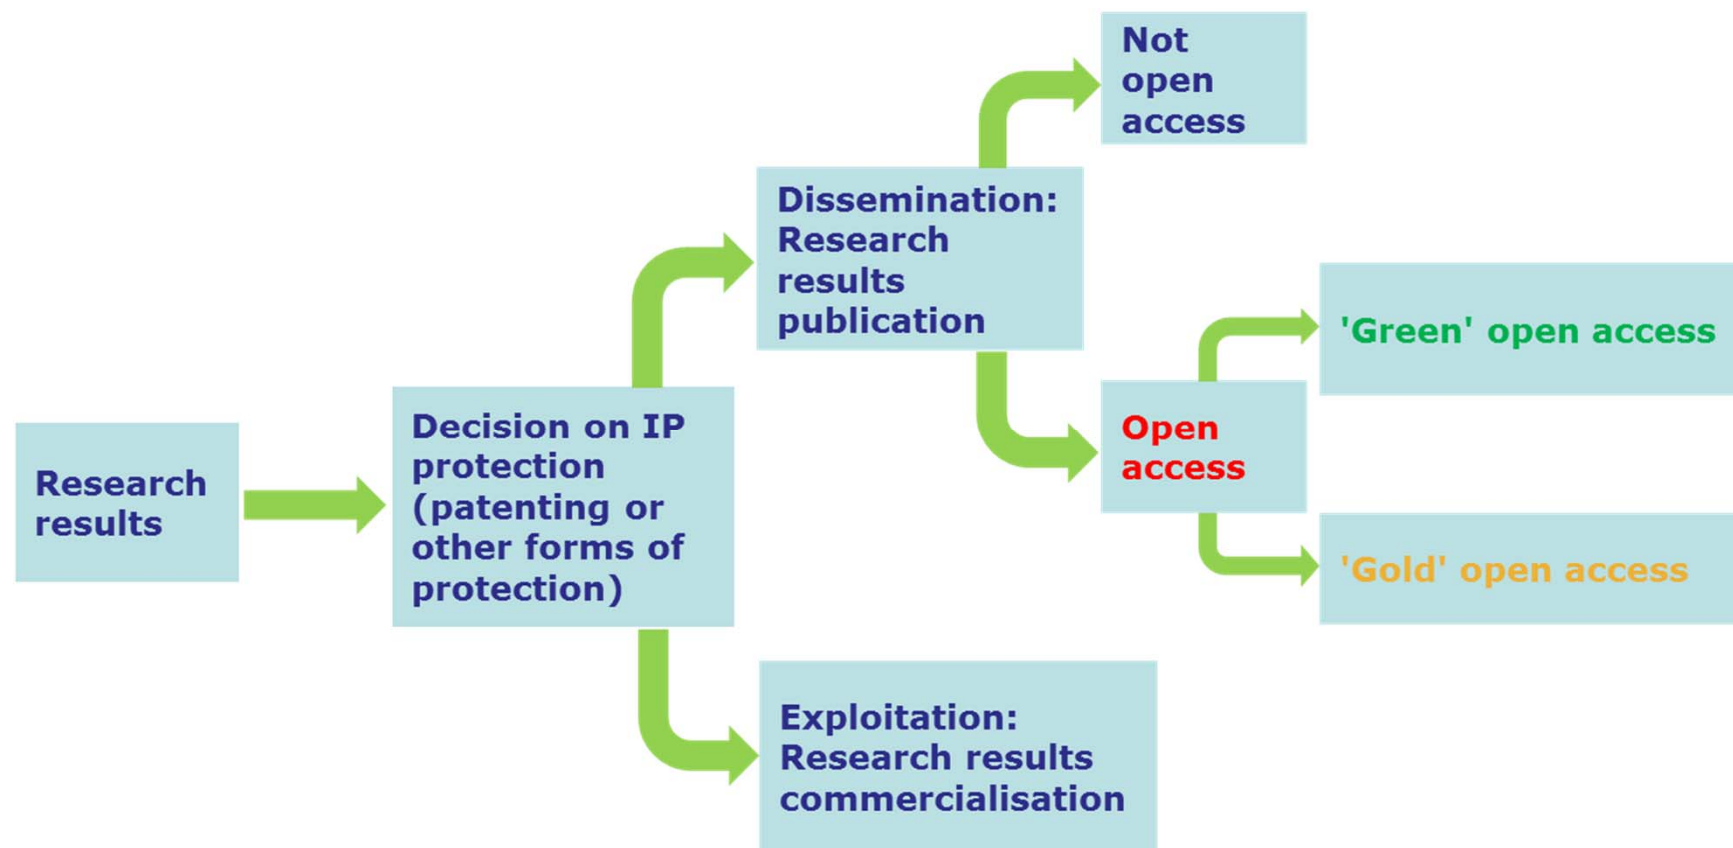 Research
results
Decision on IP
protection
(patenting or
other forms of
protection)
Dissemination:
Research
results
publication
Not
open
access
Open
access
'Green' open access
'Gold' open access
Exploitation:
Research results
commercialisation